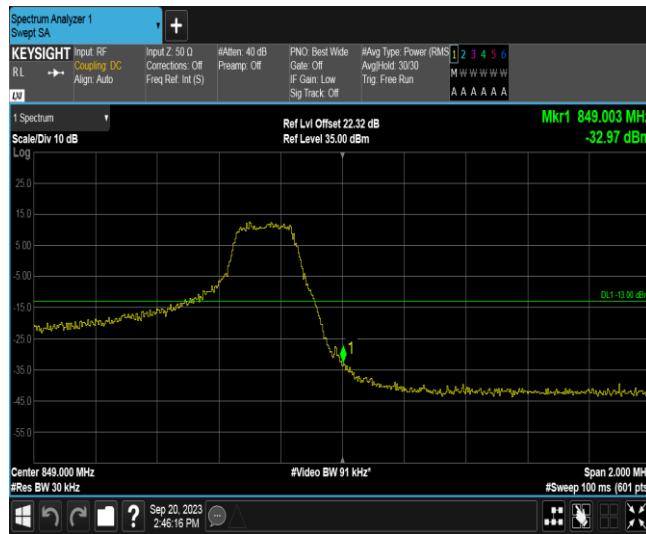 Spectrum Analyzer 1
Swept SA
+
KEYSIGHT
RL
LXI
Input: RF
Coupling: DC
Align: Auto
Input Z: 50 Ω
Corrections: Off
Freq Ref: Int (S)
#Atten: 40 dB
Preamp: Off
PNO: Best Wide
Gate: Off
IF Gain: Low
Sig Track: Off
#Avg Type: Power (RMS
Avg|Hold: 30/30
Trig: Free Run
1 2 3 4 5 6
M W W W W W
A A A A A A
1 Spectrum
Scale/Div 10 dB
Log
Ref Lvl Offset 22.32 dB
Ref Level 35.00 dBm
Mkr1 849.003 MHz
-32.97 dBm
25.0
15.0
5.00
-5.00
-15.0
-25.0
-35.0
-45.0
-55.0
DL1 -13.00 dBm
1
Center 849.000 MHz
#Res BW 30 kHz
#Video BW 91 kHz*
Span 2.000 MHz
#Sweep 100 ms (601 pts)
?
Sep 20, 2023
2:46:16 PM